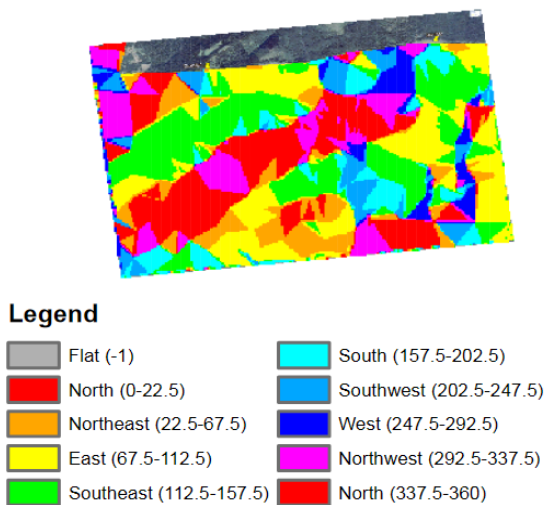 Legend
Flat (-1)
North (0-22.5)
Northeast (22.5-67.5)
East (67.5-112.5)
Southeast (112.5-157.5)
South (157.5-202.5)
Southwest (202.5-247.5)
West (247.5-292.5)
Northwest (292.5-337.5)
North (337.5-360)